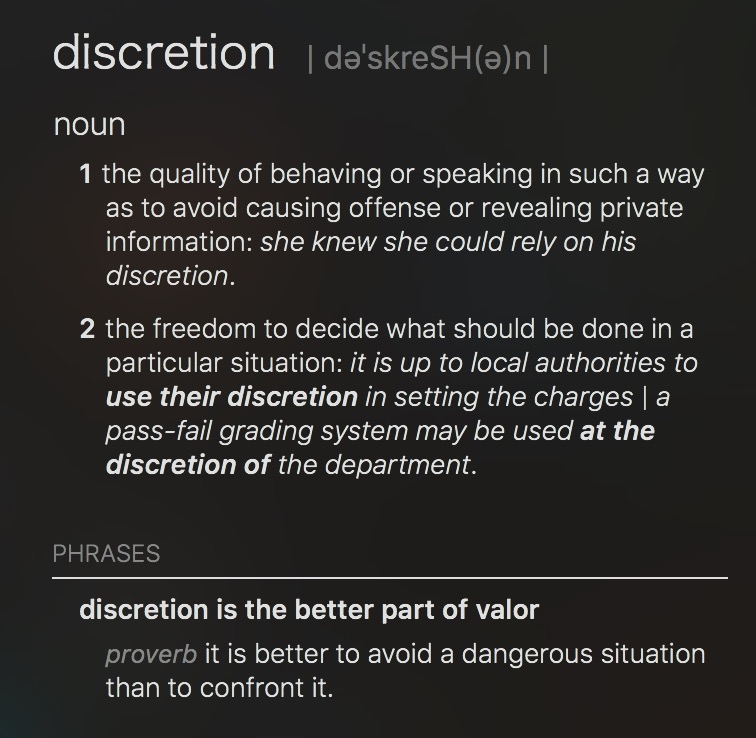 discretion | dəˈskreSH(ə)n |
noun
1 the quality of behaving or speaking in such a way
as to avoid causing offense or revealing private
information: she knew she could rely on his
discretion.
2 the freedom to decide what should be done in a
particular situation: it is up to local authorities to
use their discretion in setting the charges | a
pass-fail grading system may be used at the
discretion of the department.
PHRASES
discretion is the better part of valor
proverb it is better to avoid a dangerous situation
than to confront it.